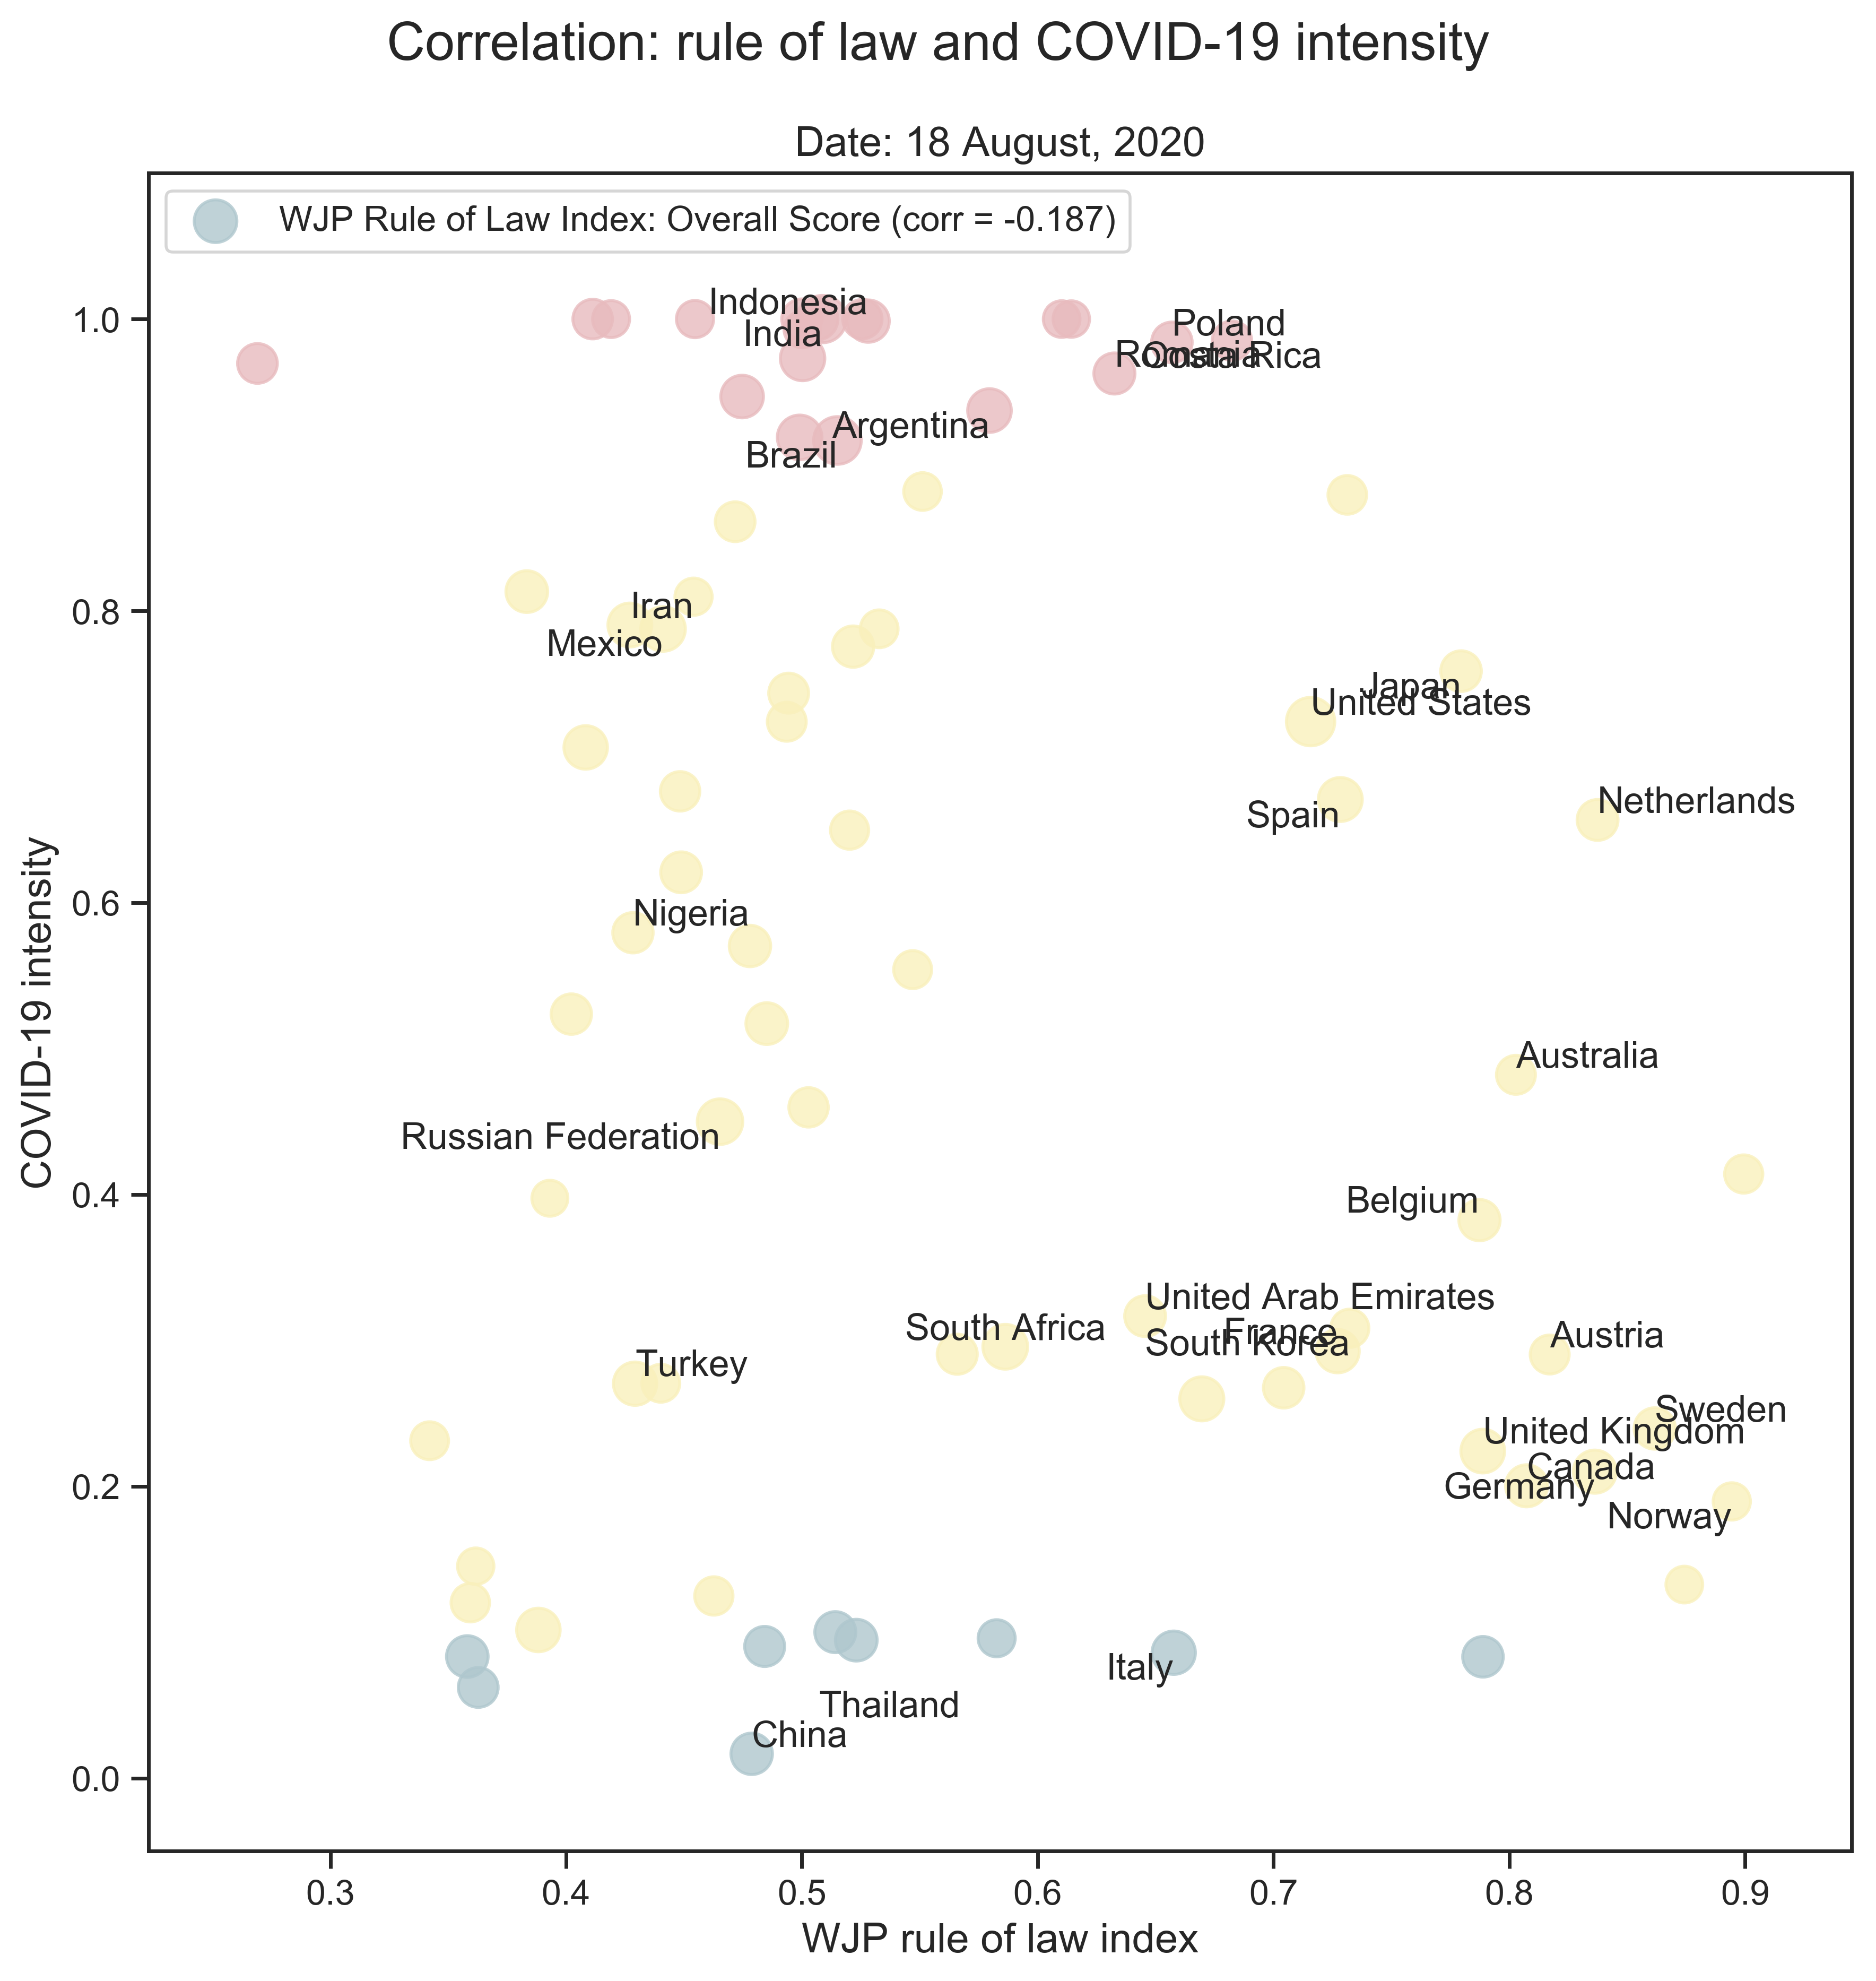 Correlation: rule of law and COVID-19 intensity
Date: 18 August, 2020
WJP Rule of Law Index: Overall Score (corr = -0.187)
Indonesia
India
Poland
Romania
Costa Rica
Argentina
Brazil
Iran
Mexico
Japan
United States
Spain
Netherlands
Nigeria
Australia
Russian Federation
Belgium
United Arab Emirates
South Africa
France
South Korea
Austria
Turkey
Sweden
United Kingdom
Canada
Germany
Norway
Italy
Thailand
China
COVID-19 intensity
1.0
0.8
0.6
0.4
0.2
0.0
0.3
0.4
0.5
0.6
0.7
0.8
0.9
WJP rule of law index